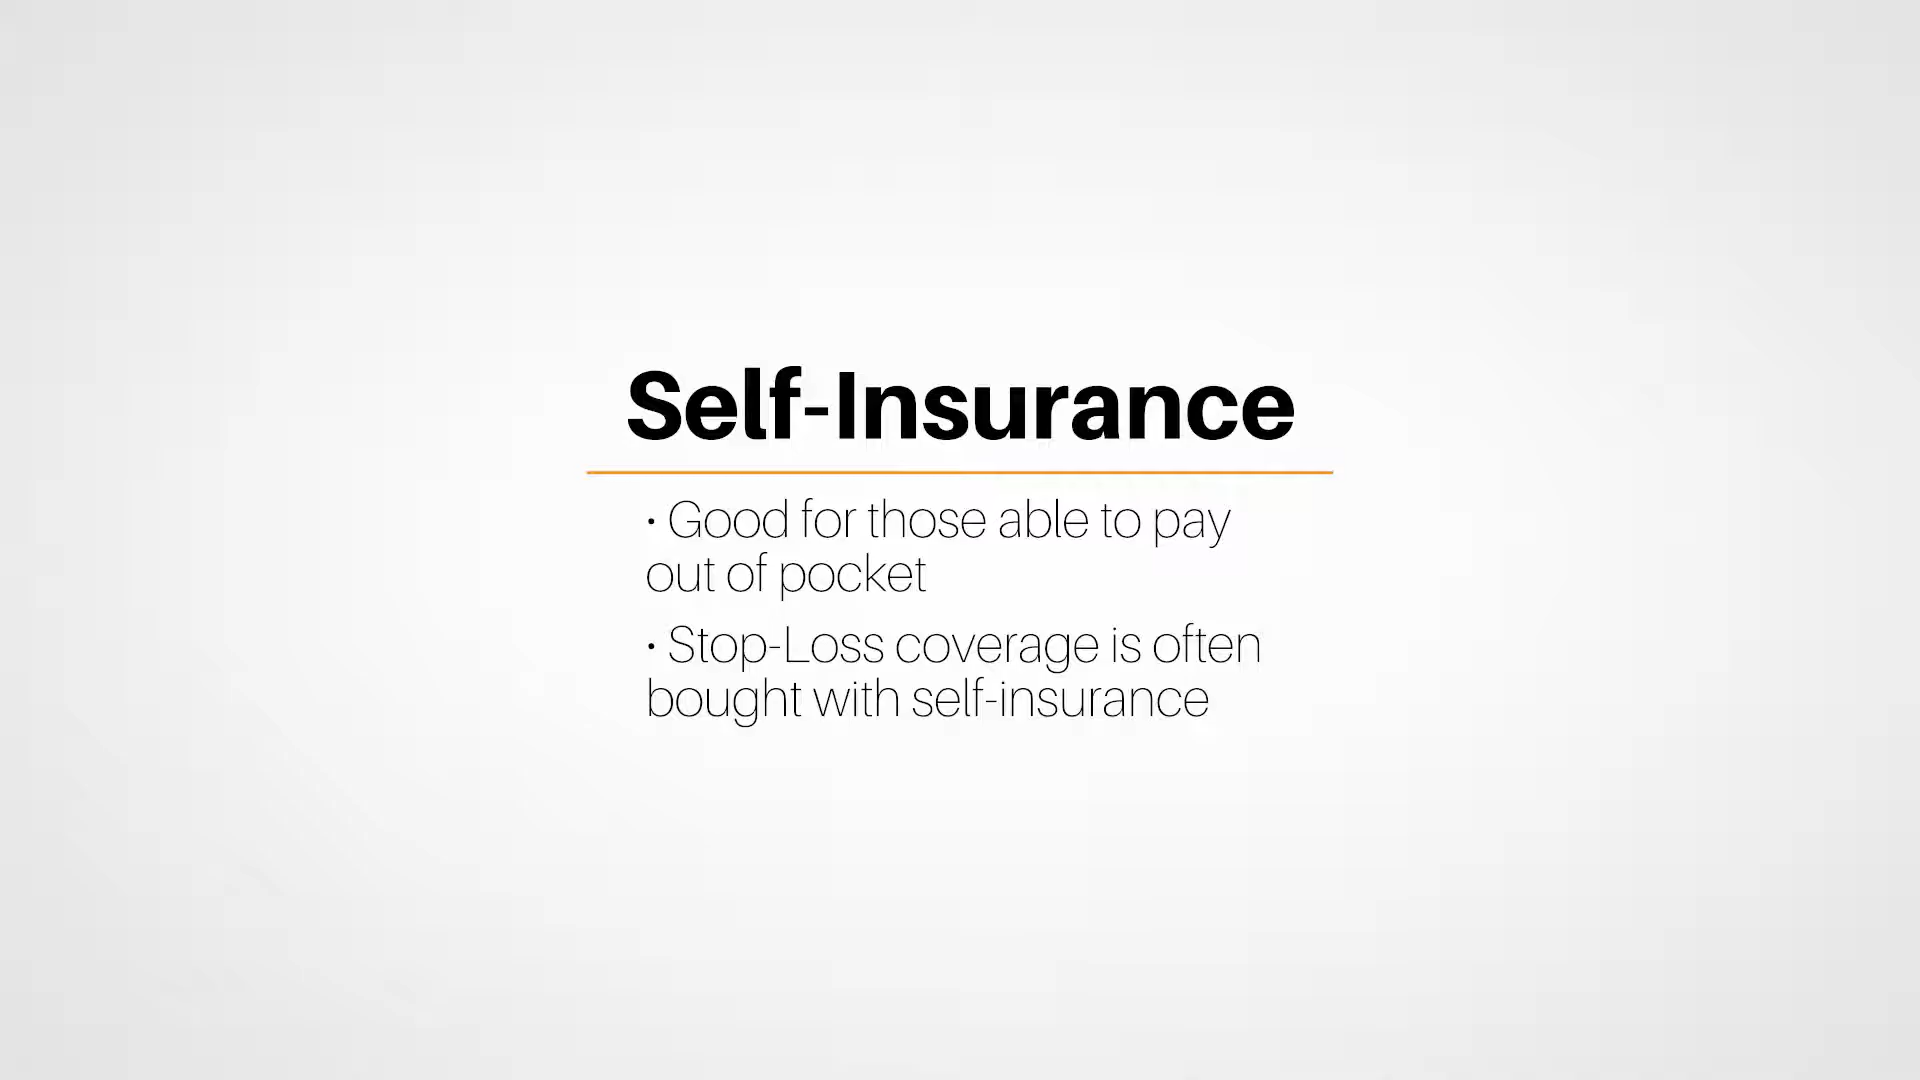 Self-Insurance
• Good for those able to pay
out of pocket
• Stop-Loss coverage is often
bought with self-insurance